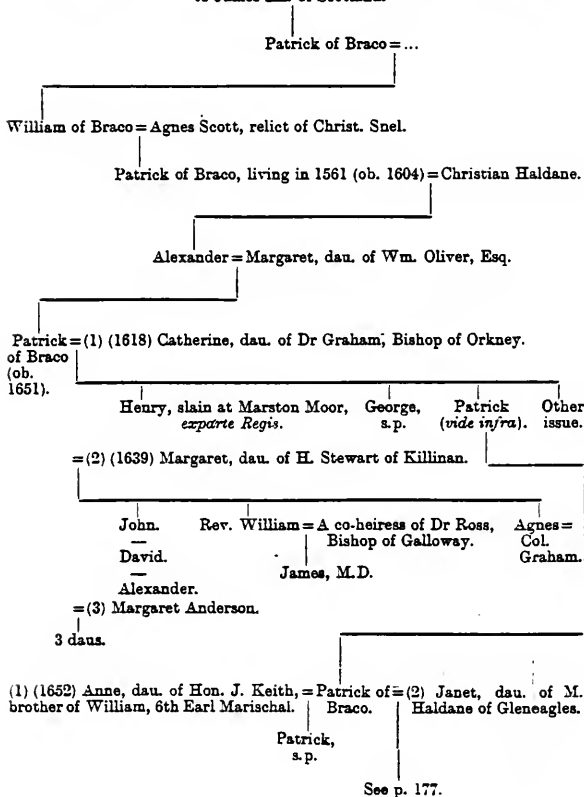 Patrick of Braco = ...
William of Braco = Agnes Scott, relict of Christ. Snel.
Patrick of Braco, living in 1561 (ob. 1604) = Christian Haldane.
Alexander = Margaret, dau. of Wm. Oliver, Esq.
Patrick = (1) (1618) Catherine, dau. of Dr Graham, Bishop of Orkney.
of Braco
(ob.
1651).
Henry, slain at Marston Moor, George, Patrick Other
exparte Regis. s.p. (vide infra). issue.
= (2) (1639) Margaret, dau. of H. Stewart of Killinan.
John. Rev. William = A co-heiress of Dr Ross, Agnes =
— Bishop of Galloway. Col.
David. Graham.
— James, M.D.
Alexander.
= (3) Margaret Anderson.
3 daus.
(1) (1652) Anne, dau. of Hon. J. Keith, = Patrick of = (2) Janet, dau. of M.
brother of William, 6th Earl Marischal. Braco. Haldane of Gleneagles.
Patrick,
s.p.
See p. 177.